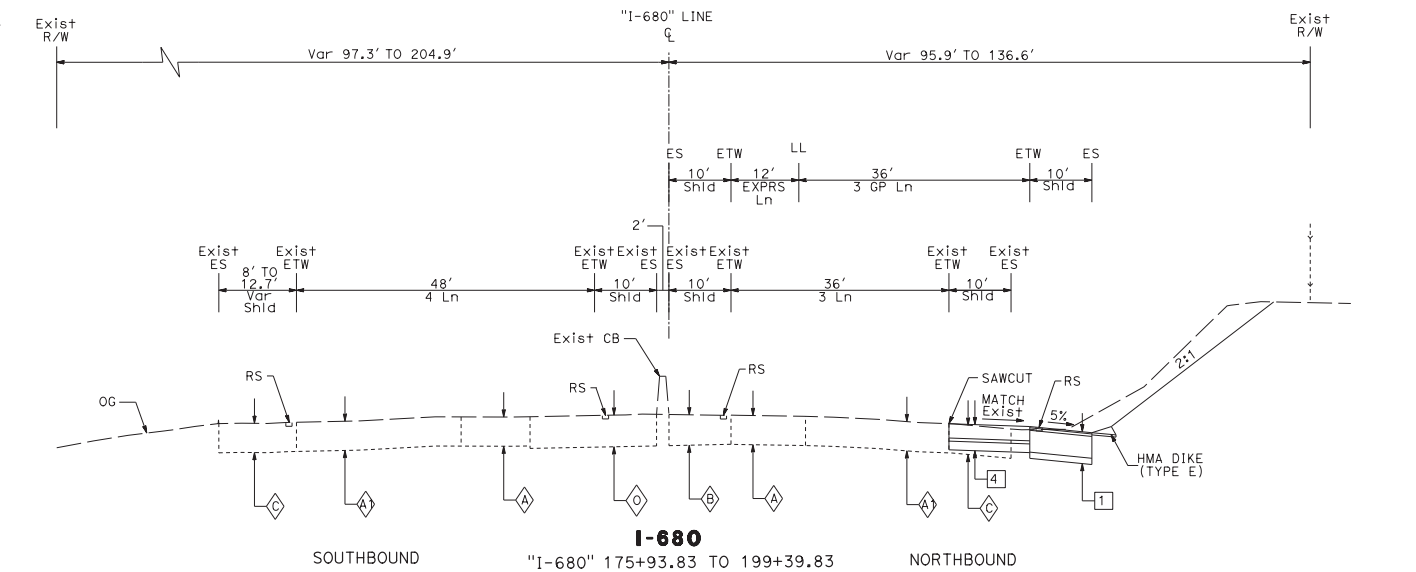 "I-680" LINE
Exist
R/W
℄
Exist
R/W
Var 97.3' TO 204.9'
Var 95.9' TO 136.6'
ES
ETW
LL
ETW
ES
10'
Shld
12'
EXPRS
Ln
36'
3 GP Ln
10'
Shld
2'
Exist
ES
Exist
ETW
Exist
ETW
Exist
ES
Exist
ES
Exist
ETW
Exist
ETW
Exist
ES
8' TO
12.7'
Var
Shld
48'
4 Ln
10'
Shld
10'
Shld
36'
3 Ln
10'
Shld
Exist CB
RS
RS
RS
OG
SAWCUT
MATCH
Exist
5%
RS
2:1
HMA DIKE
(TYPE E)
C
A1
A
O
B
A
A1
4
C
1
I-680
SOUTHBOUND
"I-680" 175+93.83 TO 199+39.83
NORTHBOUND